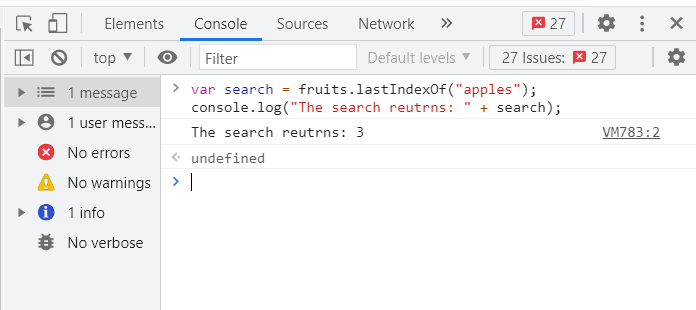 Elements Console Sources Network » 27
top Filter Default levels 27 Issues: 27
1 message
1 user mess...
No errors
No warnings
1 info
No verbose
var search = fruits.lastIndexOf("apples");
console.log("The search reutrns: " + search);
The search reutrns: 3 VM783:2
undefined